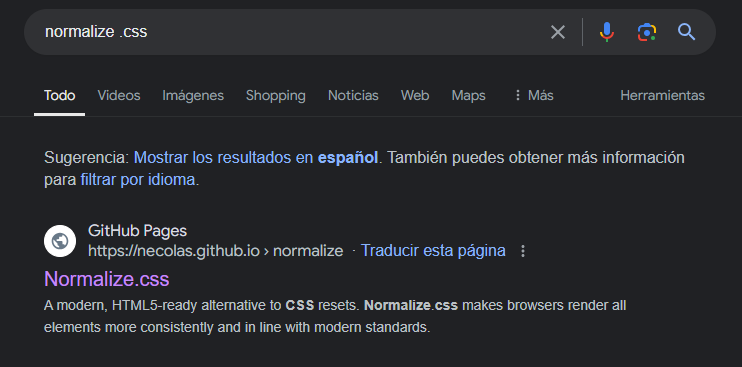 normalize .css
Todo Videos Imágenes Shopping Noticias Web Maps Más Herramientas
Sugerencia: Mostrar los resultados en español. También puedes obtener más información
para filtrar por idioma.
GitHub Pages
https://necolas.github.io › normalize · Traducir esta página
Normalize.css
A modern, HTML5-ready alternative to CSS resets. Normalize.css makes browsers render all
elements more consistently and in line with modern standards.